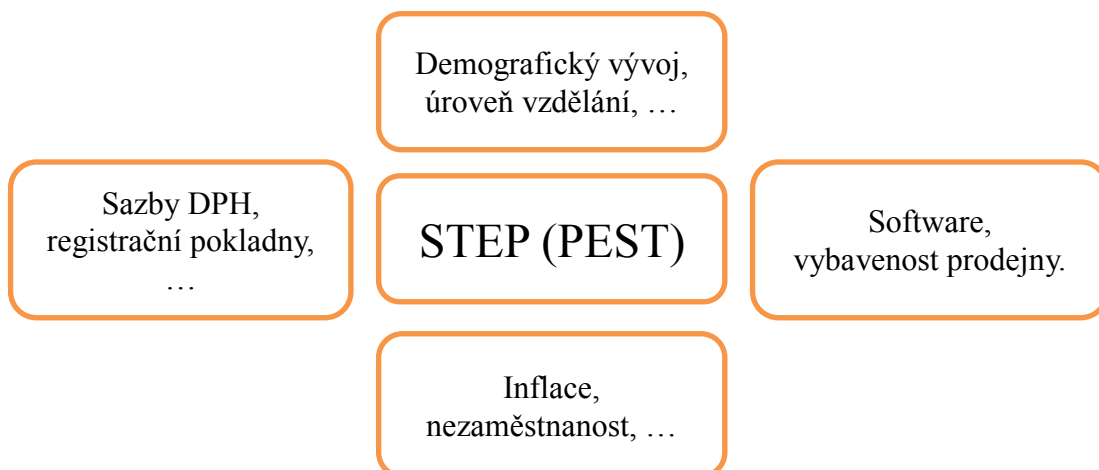 Demografický vývoj,
úroveň vzdělání, …
Sazby DPH,
registrační pokladny,
…
STEP (PEST)
Software,
vybavenost prodejny.
Inflace,
nezaměstnanost, …